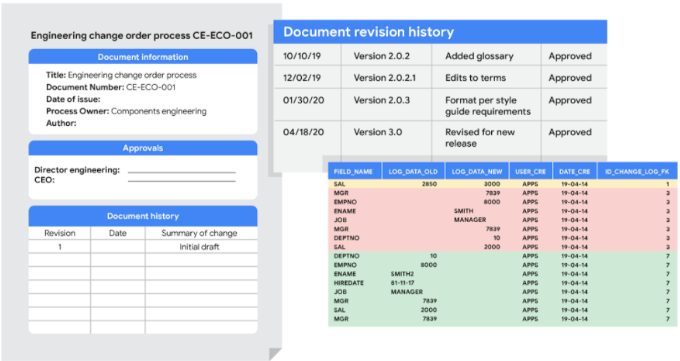 Engineering change order process CE-ECO-001
Document information
Title: Engineering change order process
Document Number: CE-ECO-001
Date of issue:
Process Owner: Components engineering
Author:
Approvals
Director engineering:
CEO:
Document history
Revision Date Summary of change
1 Initial draft
Document revision history
10/10/19 Version 2.0.2 Added glossary Approved
12/02/19 Version 2.0.2.1 Edits to terms Approved
01/30/20 Version 2.0.3 Format per style Approved
guide requirements
04/18/20 Version 3.0 Revised for new Approved
release
FIELD_NAME LOG_DATA_OLD LOG_DATA_NEW USER_CRE DATE_CRE ID_CHANGE_LOG_FK
SAL 2850 3000 APPS 19-04-14 1
MGR 7839 APPS 19-04-14 3
EMPNO 8000 APPS 19-04-14 3
ENAME SMITH APPS 19-04-14 3
JOB MANAGER APPS 19-04-14 3
MGR 7839 APPS 19-04-14 3
DEPTNO 10 APPS 19-04-14 3
SAL 2000 APPS 19-04-14 3
DEPTNO 10 APPS 19-04-14 7
EMPNO 8000 APPS 19-04-14 7
ENAME SMITH2 APPS 19-04-14 7
HIREDATE 81-11-17 APPS 19-04-14 7
JOB MANAGER APPS 19-04-14 7
MGR 7839 APPS 19-04-14 7
SAL 2000 APPS 19-04-14 7
MGR 7839 APPS 19-04-14 7